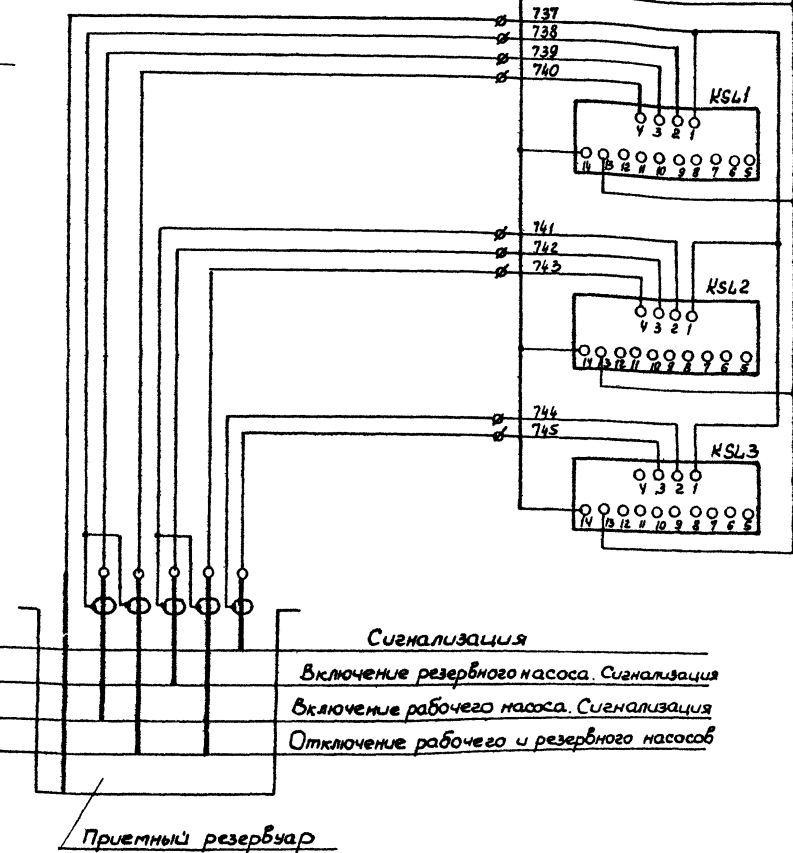 737
738
739
740
KSL1
4 3 2 1
14 13 12 11 10 9 8 7 6 5
741
742
743
KSL2
4 3 2 1
14 13 12 11 10 9 8 7 6 5
744
745
KSL3
4 3 2 1
14 13 12 11 10 9 8 7 6 5
Сигнализация
Включение резервного насоса. Сигнализация
Включение рабочего насоса. Сигнализация
Отключение рабочего и резервного насосов
Приемный резервуар